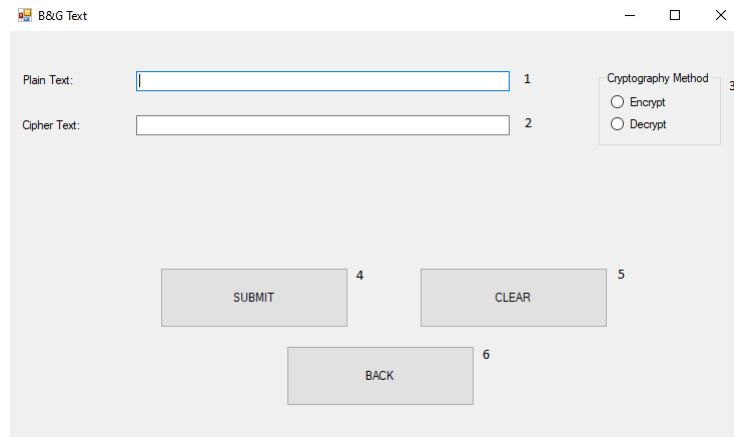 B&G Text
Plain Text: 1
Cryptography Method 3
Encrypt
Cipher Text: 2
Decrypt
SUBMIT 4
CLEAR 5
BACK 6